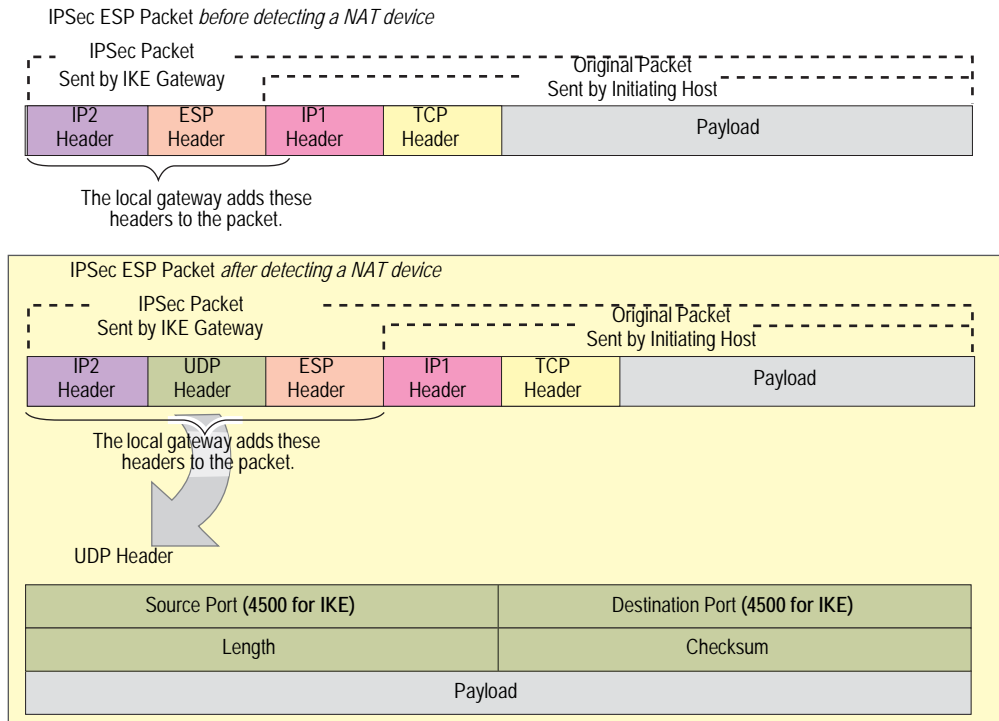 IPSec ESP Packet before detecting a NAT device
IPSec Packet
Sent by IKE Gateway
Original Packet
Sent by Initiating Host
IP2 Header
ESP Header
IP1 Header
TCP Header
Payload
The local gateway adds these
headers to the packet.
IPSec ESP Packet after detecting a NAT device
IPSec Packet
Sent by IKE Gateway
Original Packet
Sent by Initiating Host
IP2 Header
UDP Header
ESP Header
IP1 Header
TCP Header
Payload
The local gateway adds these
headers to the packet.
UDP Header
Source Port (4500 for IKE)
Destination Port (4500 for IKE)
Length
Checksum
Payload